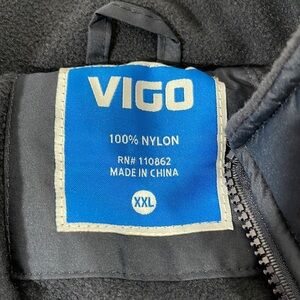 VIGO
100% NYLON
RN# 110862
MADE IN CHINA
XXL